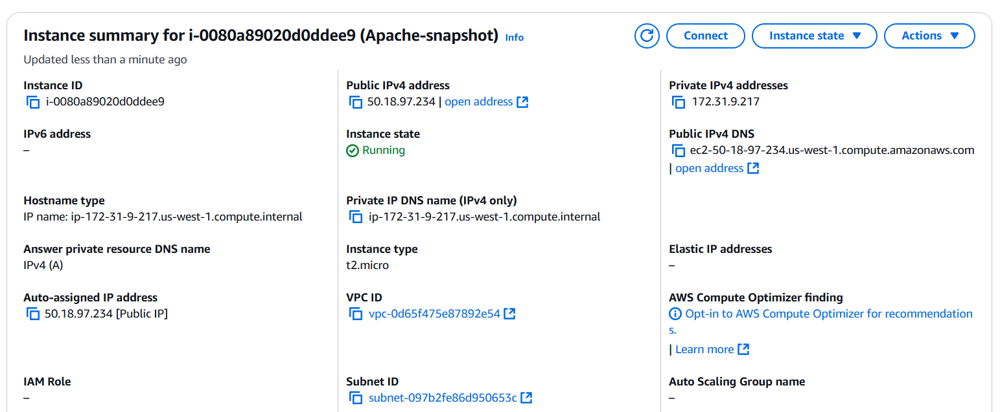 Instance summary for i-0080a89020d0ddee9 (Apache-snapshot) Info
Connect
Instance state
Actions
Updated less than a minute ago
Instance ID
i-0080a89020d0ddee9
Public IPv4 address
50.18.97.234 | open address
Private IPv4 addresses
172.31.9.217
IPv6 address
–
Instance state
Running
Public IPv4 DNS
ec2-50-18-97-234.us-west-1.compute.amazonaws.com
| open address
Hostname type
IP name: ip-172-31-9-217.us-west-1.compute.internal
Private IP DNS name (IPv4 only)
ip-172-31-9-217.us-west-1.compute.internal
Answer private resource DNS name
IPv4 (A)
Instance type
t2.micro
Elastic IP addresses
–
Auto-assigned IP address
50.18.97.234 [Public IP]
VPC ID
vpc-0d65f475e87892e54
AWS Compute Optimizer finding
Opt-in to AWS Compute Optimizer for recommendation
s.
| Learn more
IAM Role
–
Subnet ID
subnet-097b2fe86d950653c
Auto Scaling Group name
–